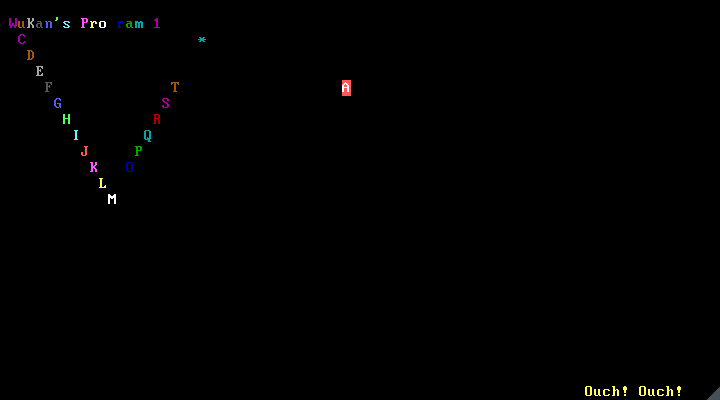 WuKan's Pro ram 1
C *
D
E
F T A
G S
H R
I Q
J P
K O
L
M
Ouch! Ouch!